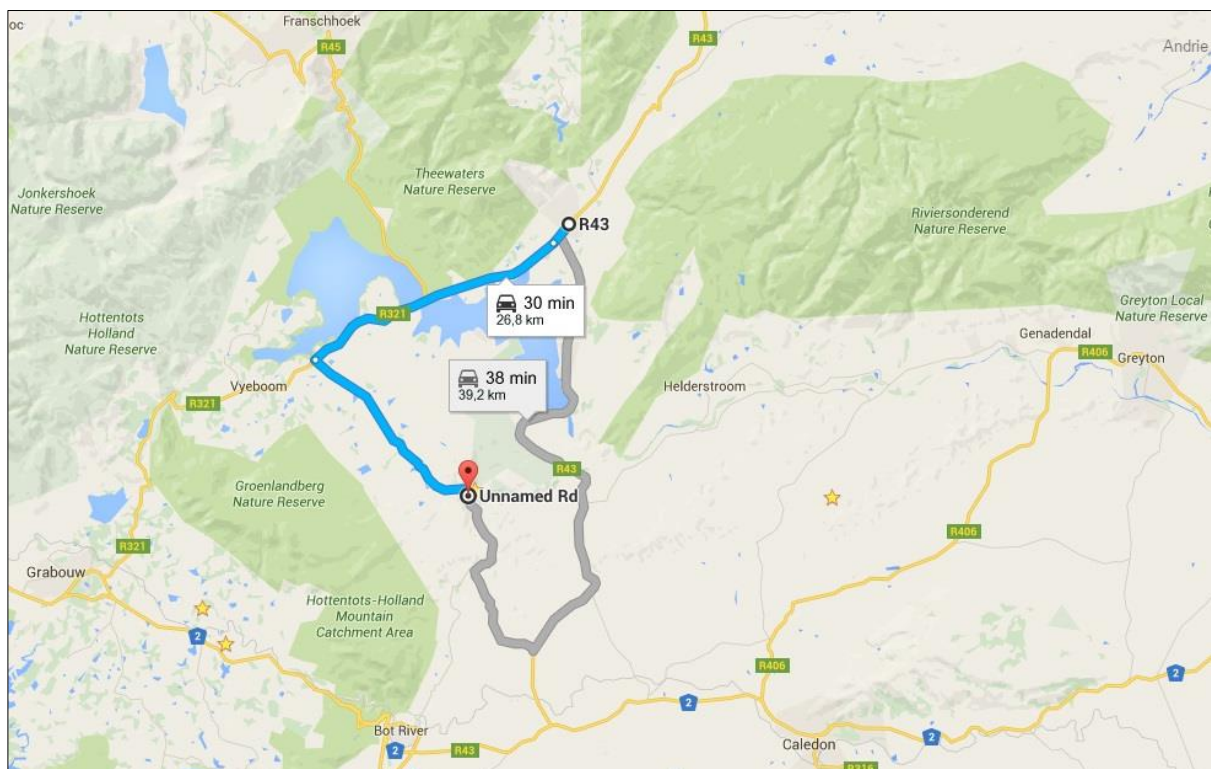 oc
Franschhoek
R45
R43
Andrie
Theewaters
Nature Reserve
Jonkershoek
Nature Reserve
Riviersonderend
Nature Reserve
R43
30 min
26,8 km
R321
Hottentots
Holland
Nature Reserve
Greyton Local
Nature Reserve
Genadendal
R406
Greyton
38 min
39,2 km
Vyeboom
Helderstroom
R321
R43
Groenlandberg
Nature Reserve
Unnamed Rd
R406
R321
Grabouw
Hottentots-Holland
Mountain
Catchment Area
2
R406
2
2
Bot River
2
R43
Caledon
2
R316